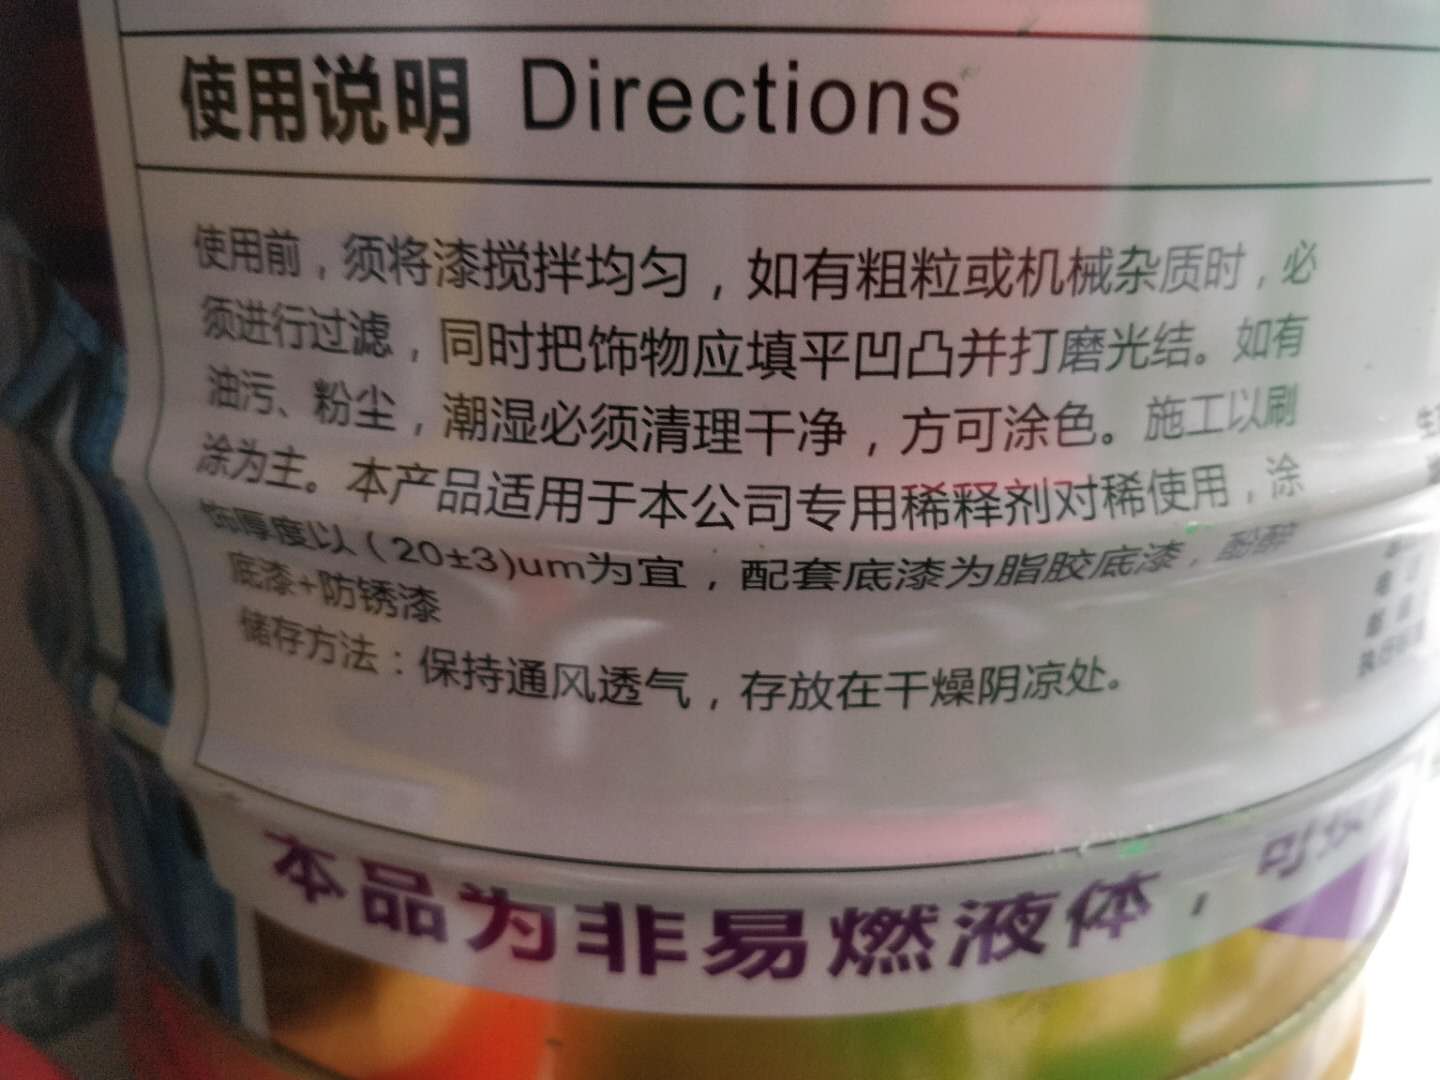 使用说明 Directions
使用前，须将漆搅拌均匀，如有粗粒或机械杂质时，必
须进行过滤，同时把饰物应填平凹凸并打磨光结。如有
油污、粉尘，潮湿必须清理干净，方可涂色。施工以刷
涂为主。本产品适用于本公司专用稀释剂对稀使用，涂
饰厚度以（20±3)um为宜，配套底漆为脂胶底漆，酚醛
底漆+防锈漆
储存方法：保持通风透气，存放在干燥阴凉处。
本品为非易燃液体，可